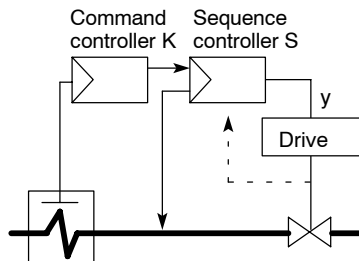 Command
controller K
Sequence
controller S
y
Drive